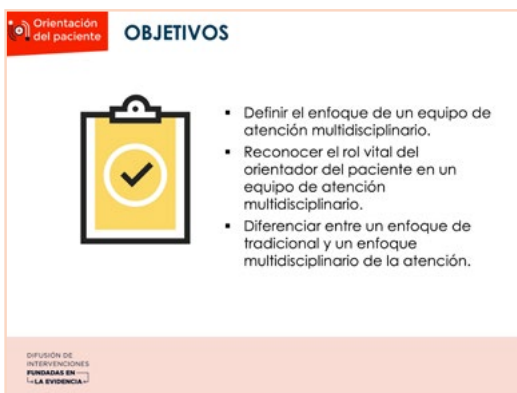 Orientación
del paciente
OBJETIVOS
▪ Definir el enfoque de un equipo de
atención multidisciplinario.
▪ Reconocer el rol vital del
orientador del paciente en un
equipo de atención
multidisciplinario.
▪ Diferenciar entre un enfoque de
tradicional y un enfoque
multidisciplinario de la atención.
DIFUSIÓN DE
INTERVENCIONES
FUNDADAS EN
LA EVIDENCIA